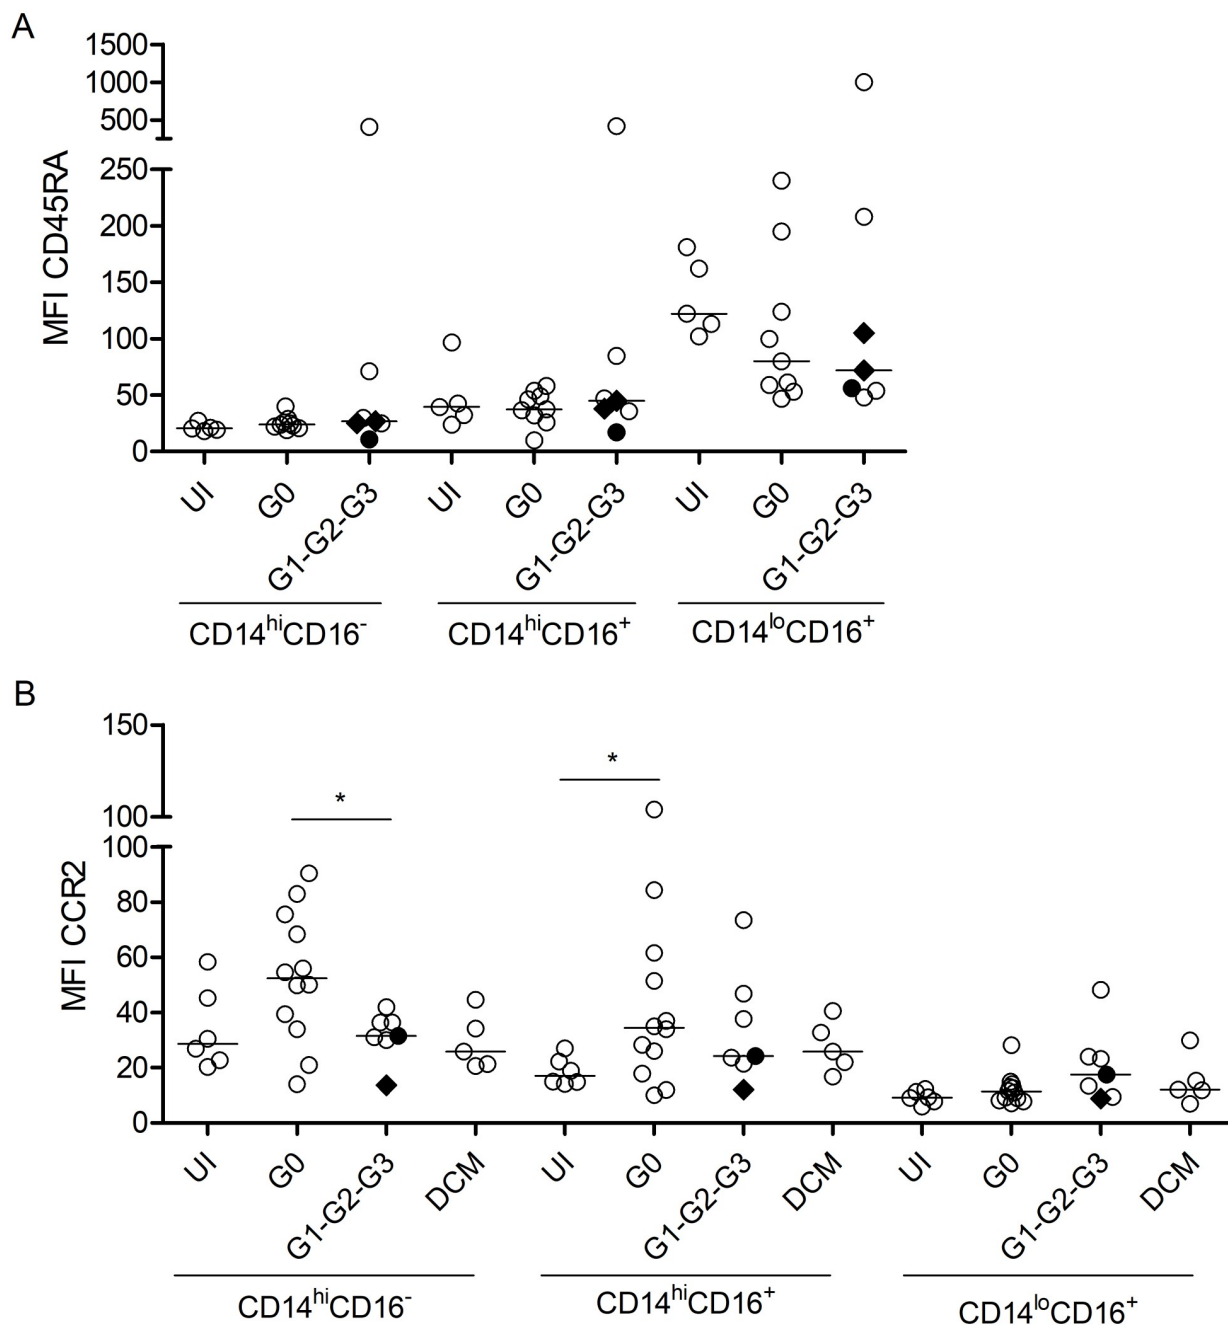 A
1500
1000
500
250
200
150
100
50
0
MFI CD45RA
UI
G0
G1-G2-G3
UI
G0
G1-G2-G3
UI
G0
G1-G2-G3
CD14hiCD16-
CD14hiCD16+
CD14loCD16+
B
150
100
100
80
60
40
20
0
MFI CCR2
*
*
UI
G0
G1-G2-G3
DCM
UI
G0
G1-G2-G3
DCM
UI
G0
G1-G2-G3
DCM
CD14hiCD16-
CD14hiCD16+
CD14loCD16+